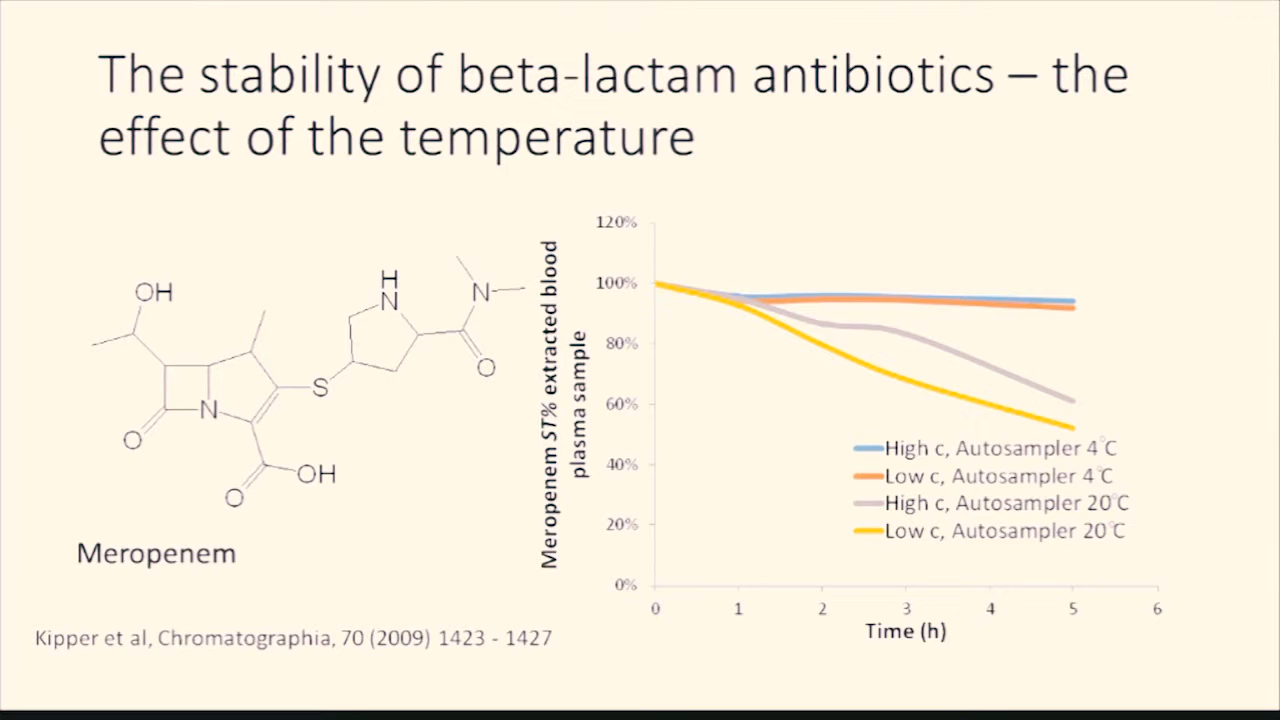 The stability of beta-lactam antibiotics – the
effect of the temperature
OH
O
N
S
H
N
N
O
O
OH
Meropenem
Kipper et al, Chromatographia, 70 (2009) 1423 - 1427
Meropenem ST% extracted blood
plasma sample
120%
100%
80%
60%
40%
20%
0%
0 1 2 3 4 5 6
Time (h)
High c, Autosampler 4°C
Low c, Autosampler 4°C
High c, Autosampler 20°C
Low c, Autosampler 20°C